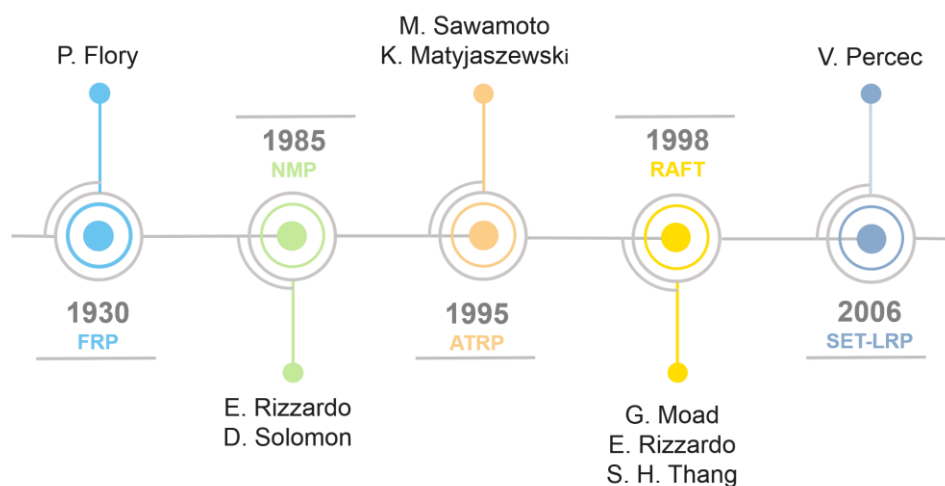 P. Flory
1930
FRP
1985
NMP
E. Rizzardo
D. Solomon
M. Sawamoto
K. Matyjaszewski
1995
ATRP
1998
RAFT
G. Moad
E. Rizzardo
S. H. Thang
V. Percec
2006
SET-LRP